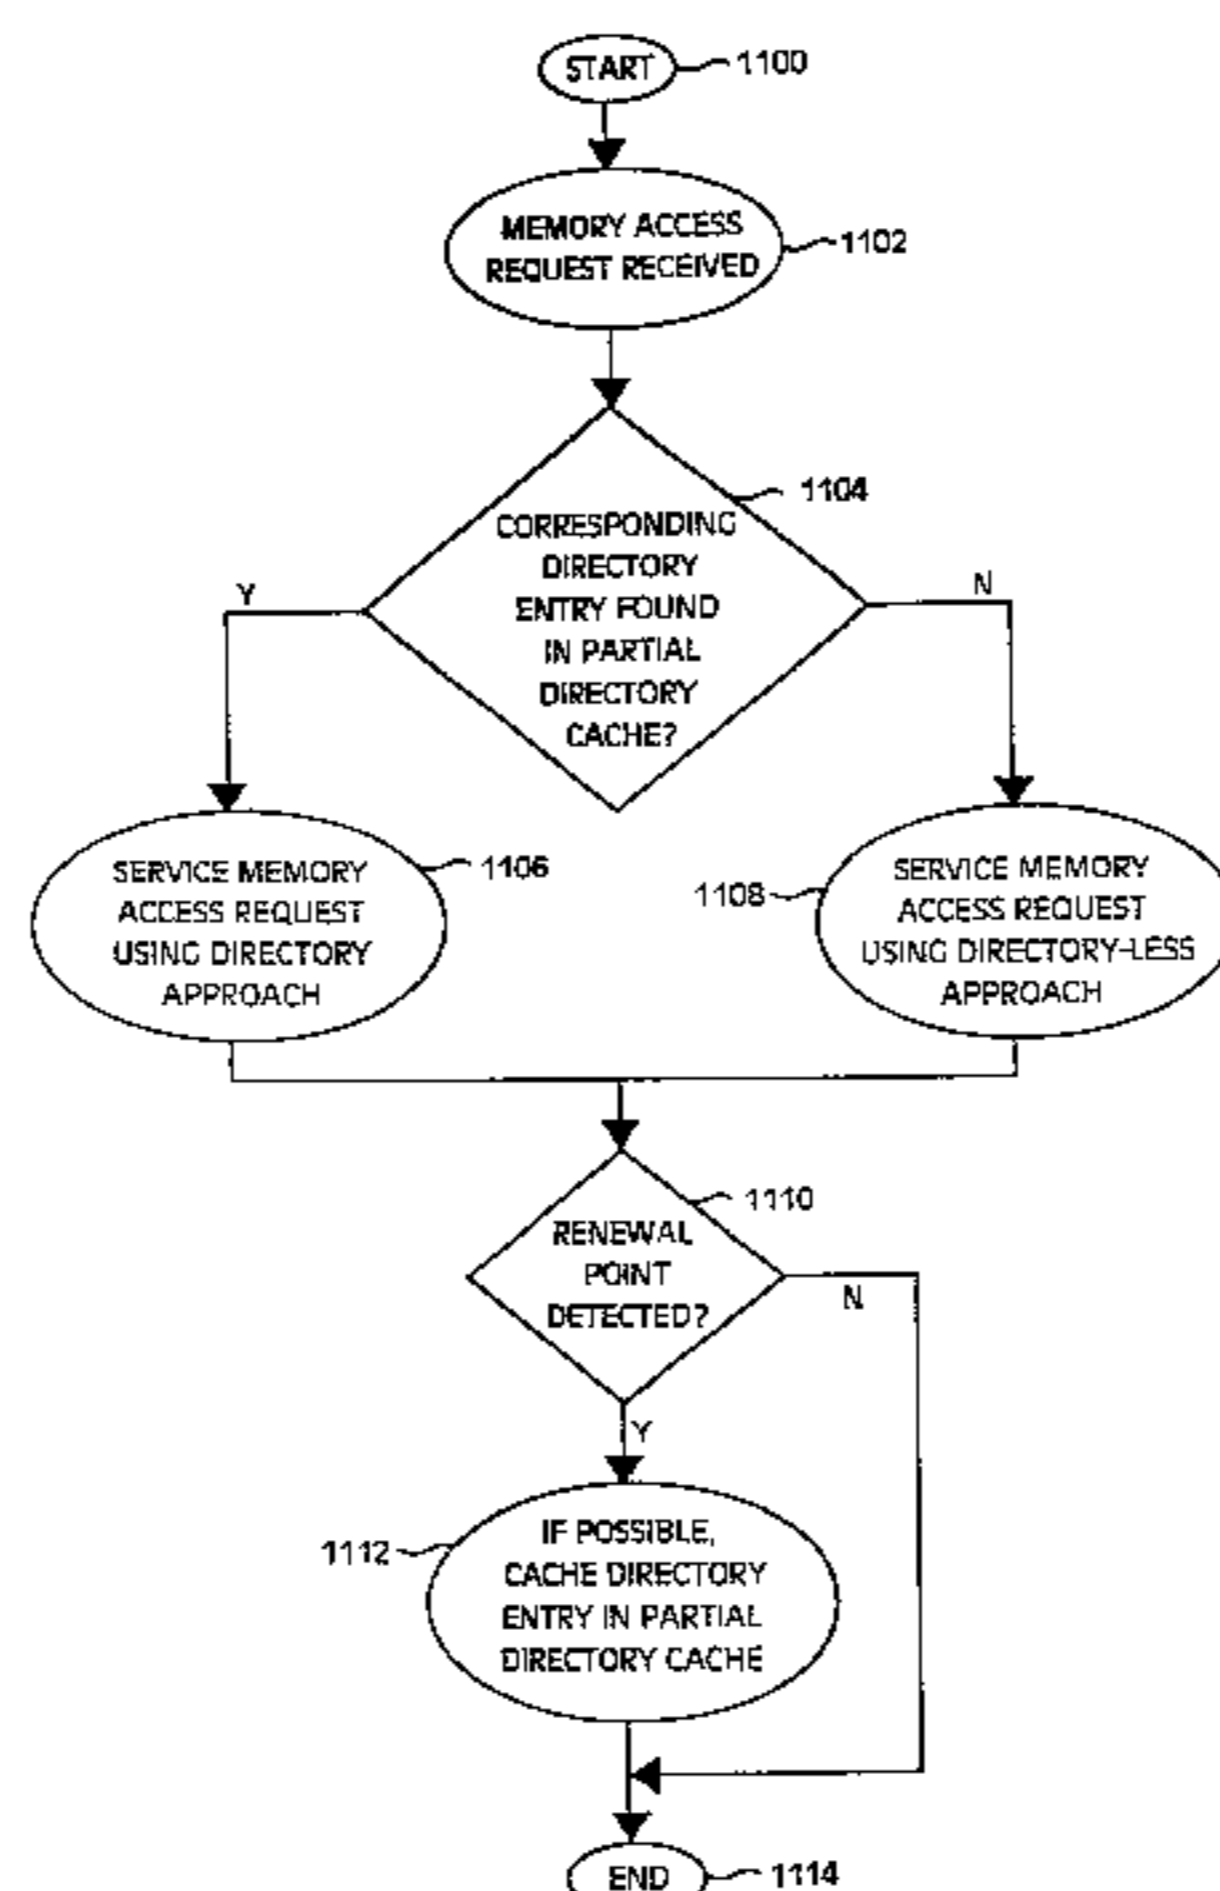 START
1100
MEMORY ACCESS
REQUEST RECEIVED
1102
1104
CORRESPONDING
DIRECTORY
ENTRY FOUND
IN PARTIAL
DIRECTORY
CACHE?
Y
N
SERVICE MEMORY
ACCESS REQUEST
USING DIRECTORY
APPROACH
1106
1108
SERVICE MEMORY
ACCESS REQUEST
USING DIRECTORY-LESS
APPROACH
1110
RENEWAL
POINT
DETECTED?
N
Y
1112
IF POSSIBLE,
CACHE DIRECTORY
ENTRY IN PARTIAL
DIRECTORY CACHE
END
1114